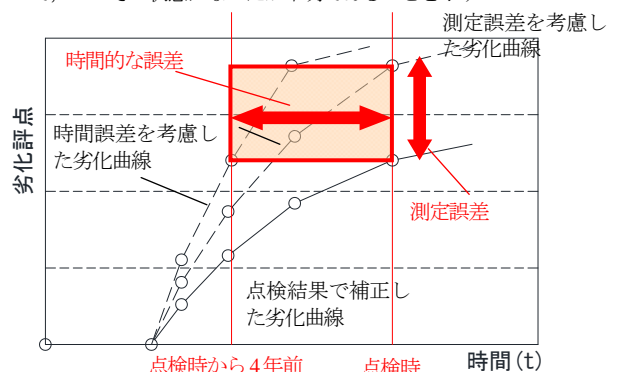 測定誤差を考慮し
た劣化曲線
時間的な誤差
時間誤差を考慮し
た劣化曲線
劣化評点
測定誤差
点検結果で補正し
た劣化曲線
点検時から4年前
点検時
時間(t)